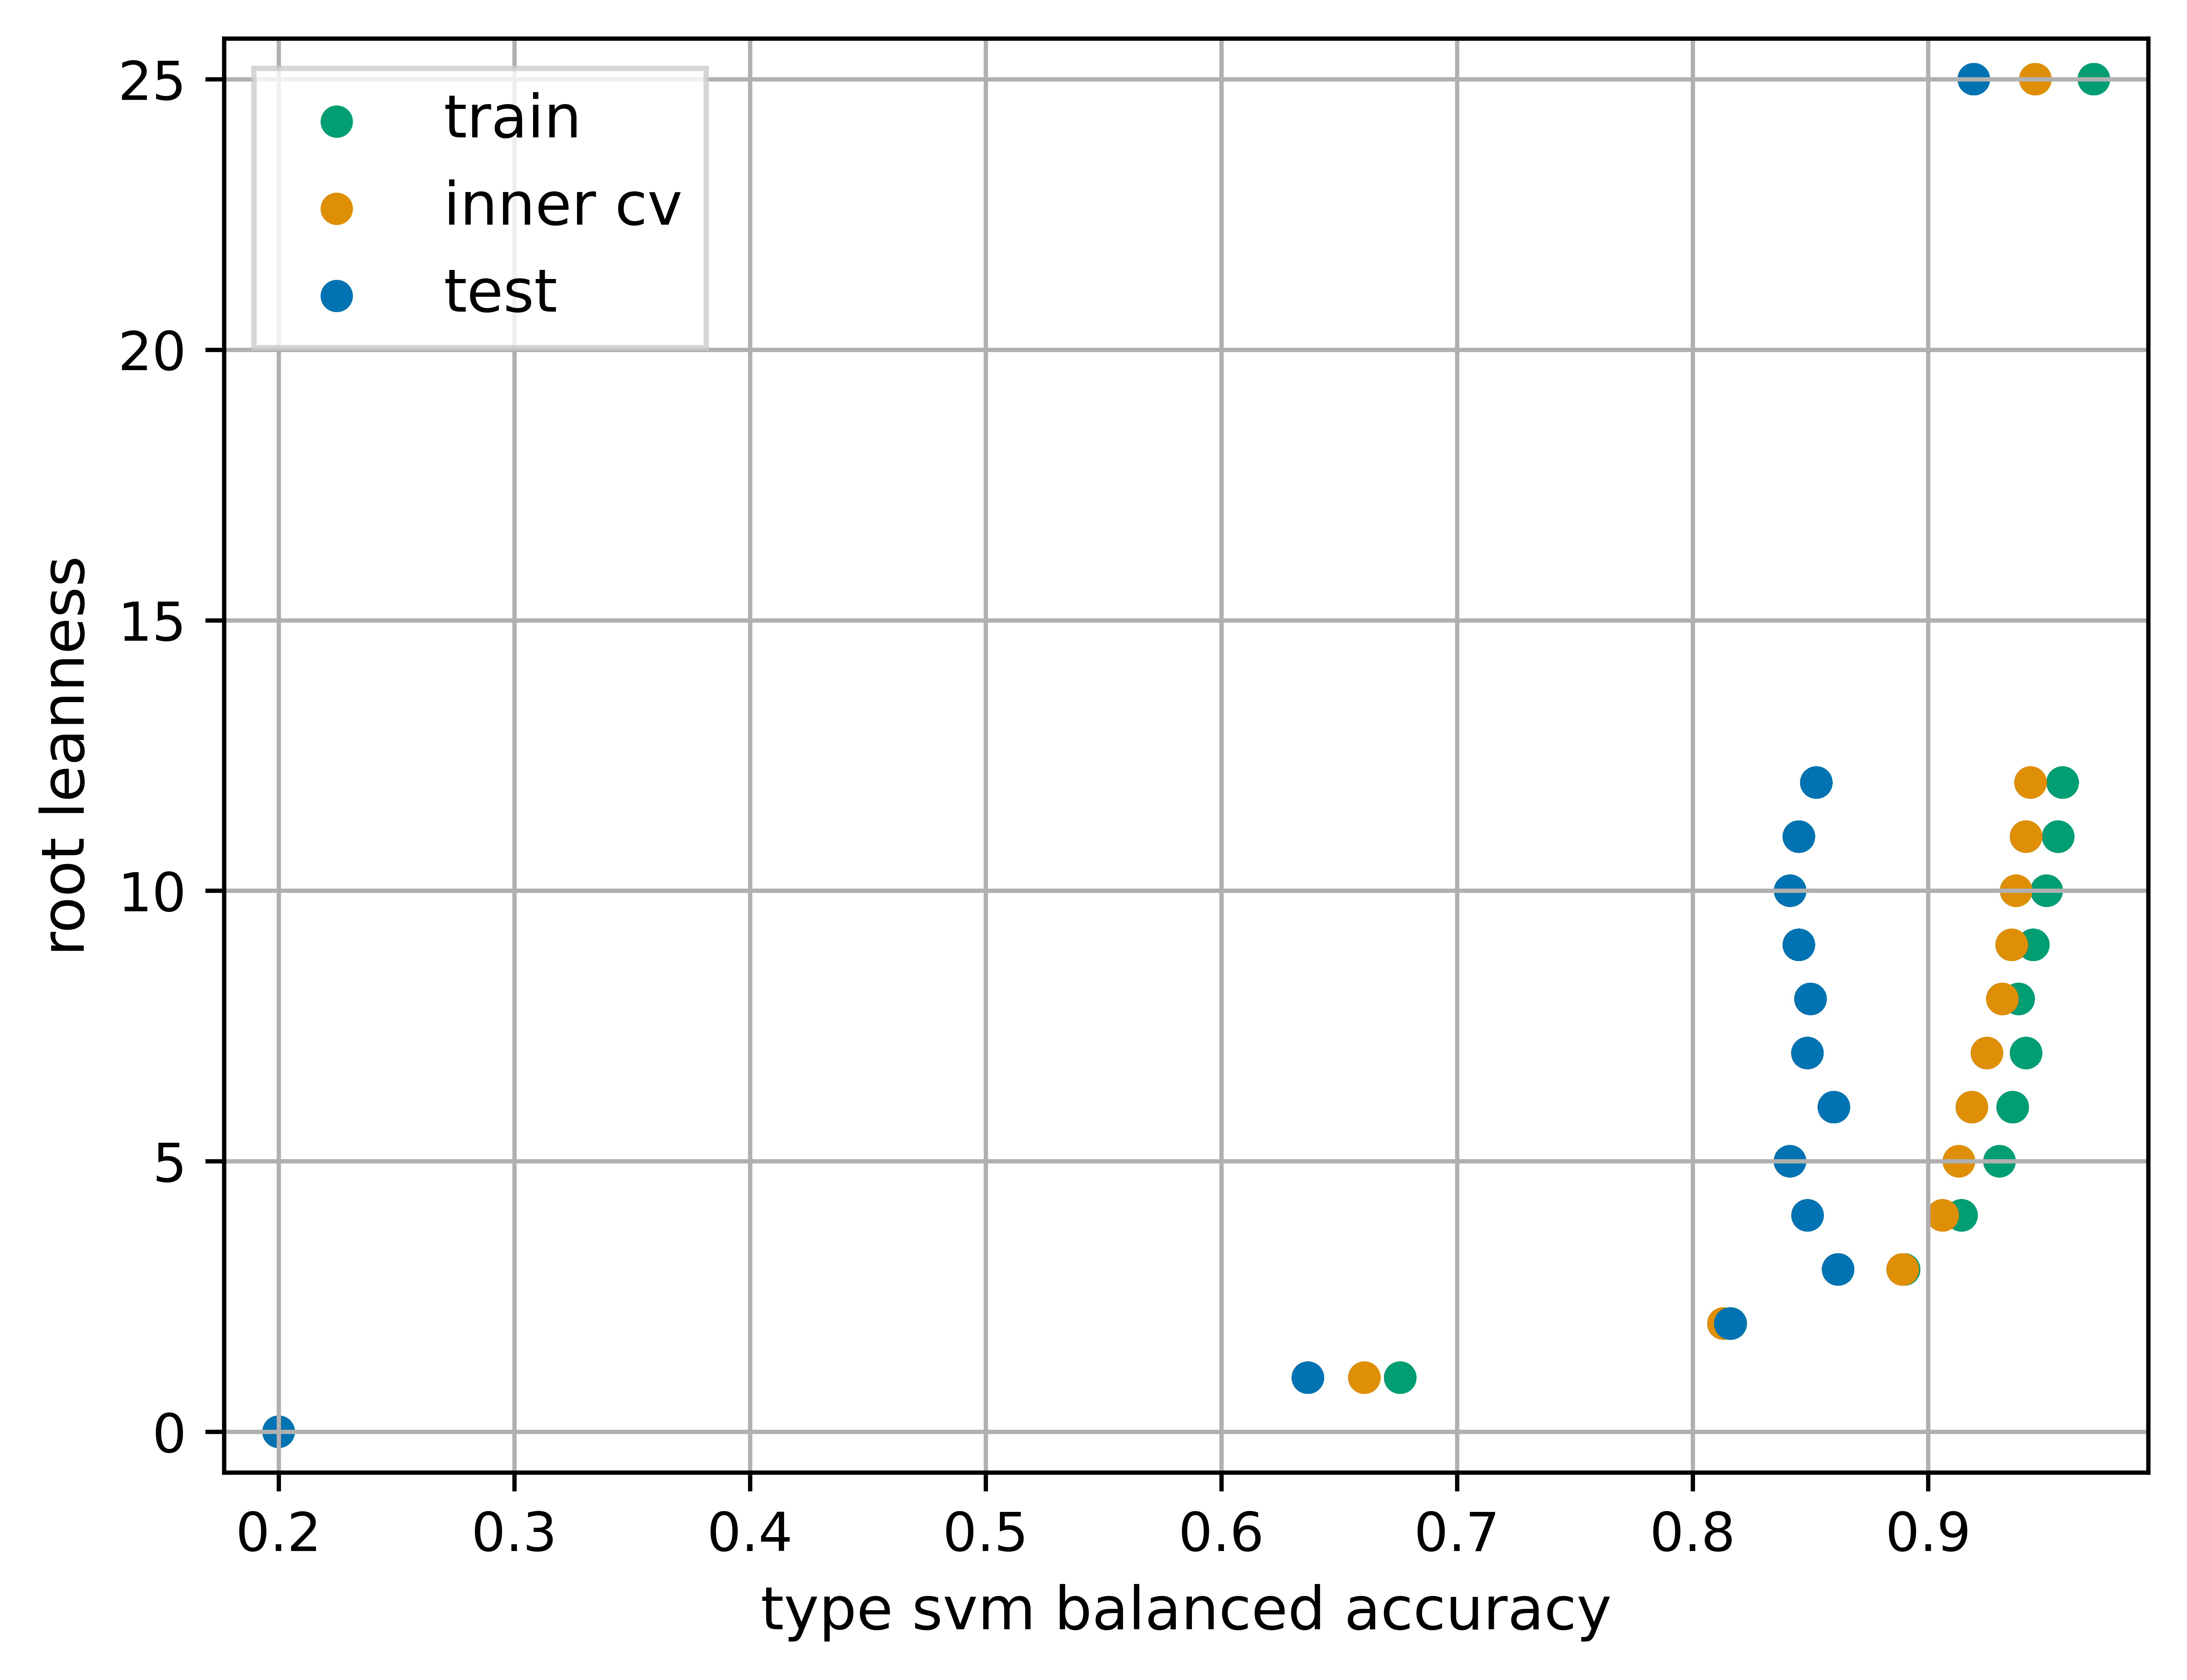 25
20
15
10
5
0
root leanness
train
inner cv
test
0.2 0.3 0.4 0.5 0.6 0.7 0.8 0.9
type svm balanced accuracy